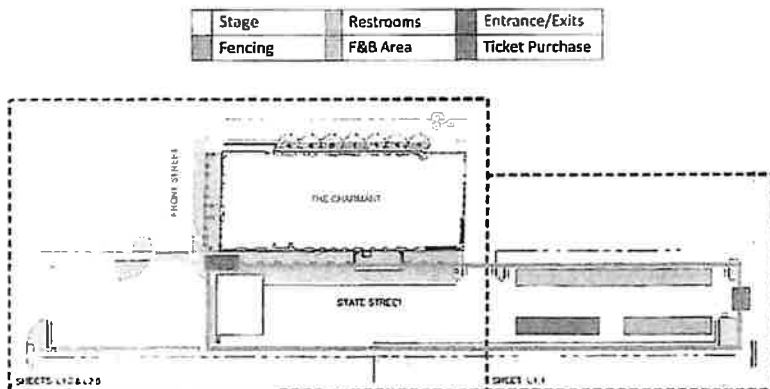 Stage Restrooms Entrance/Exits
Fencing F&B Area Ticket Purchase
FRONT STREET
THE CHARMANT
STATE STREET
SHEETS L1.0 & L2.0
SHEET L1.1